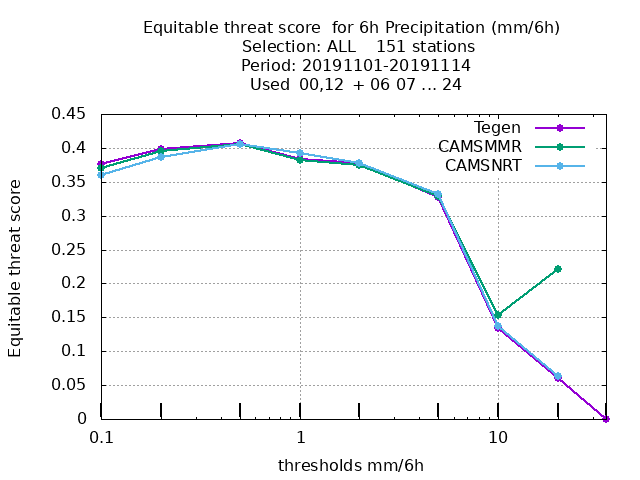 Equitable threat score  for 6h Precipitation (mm/6h)
Selection: ALL    151 stations
Period: 20191101-20191114
Used  00,12  + 06 07 ... 24
Equitable threat score
0.45
0.4
0.35
0.3
0.25
0.2
0.15
0.1
0.05
0
Tegen
CAMSMMR
CAMSNRT
0.1
1
10
thresholds mm/6h